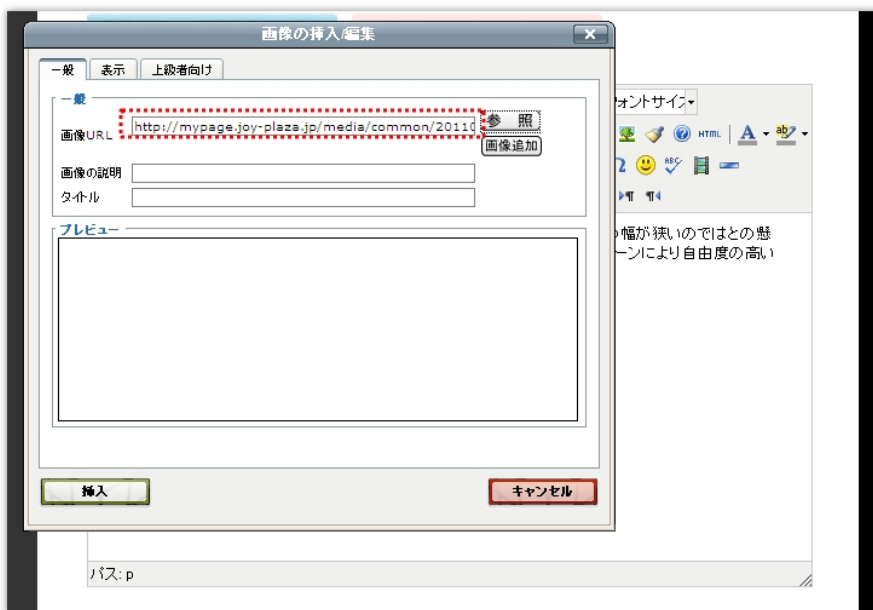 画像の挿入/編集
一般 表示 上級者向け
一般
画像URL http://mypage.joy-plaza.jp/media/common/20110 参 照
画像追加
画像の説明
タイトル
プレビュー
挿入 キャンセル
フォントサイズ
HTML A ab
ABC
幅が狭いのではとの懸
ーンにより自由度の高い
パス: p